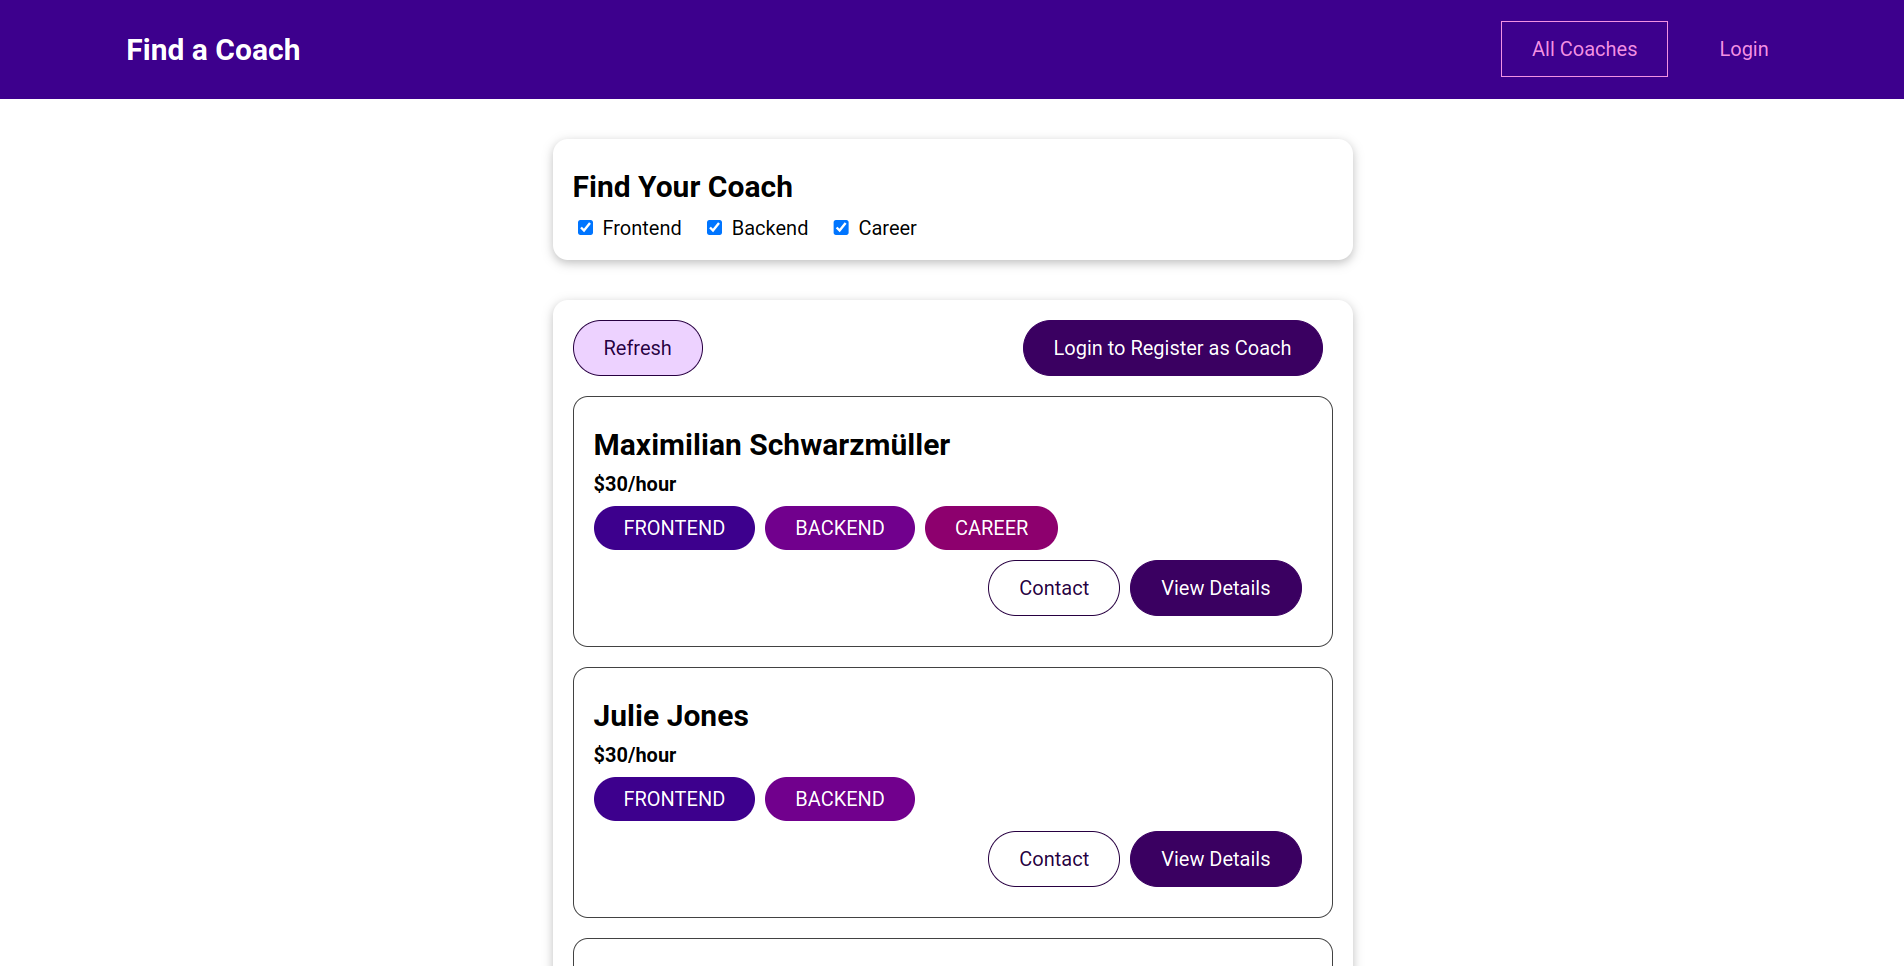 Find a Coach
All Coaches
Login
Find Your Coach
Frontend Backend Career
Refresh
Login to Register as Coach
Maximilian Schwarzmüller
$30/hour
FRONTEND BACKEND CAREER
Contact View Details
Julie Jones
$30/hour
FRONTEND BACKEND
Contact View Details